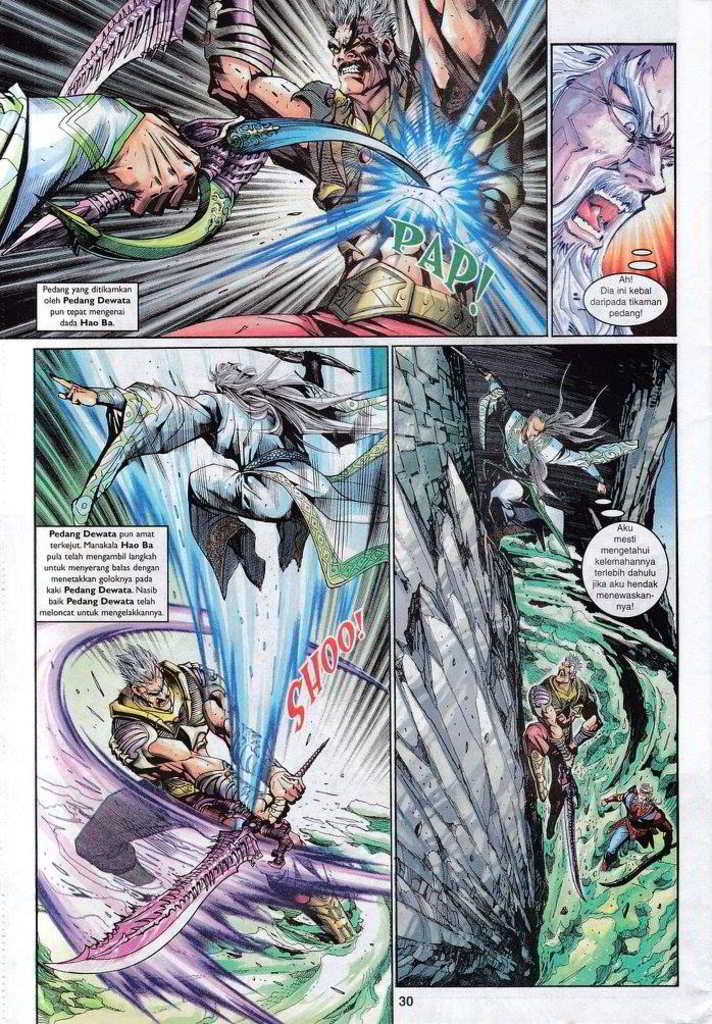 PAP!
Pedang yang ditikamkan
oleh Pedang Dewata
pun tepat mengenai
dada Hao Ba.
Ah!
Dia ini kebal
daripada tikaman
pedang!
Pedang Dewata pun amat
terkejut. Manakala Hao Ba
pula telah mengambil langkah
untuk menyerang balas dengan
menetakkan goloknya pada
kaki Pedang Dewata. Nasib
baik Pedang Dewata telah
meloncat untuk mengelakkannya.
SHOO!
Aku
mesti
mengetahui
kelemahannya
terlebih dahulu
jika aku hendak
menewaskan-
nya!
30